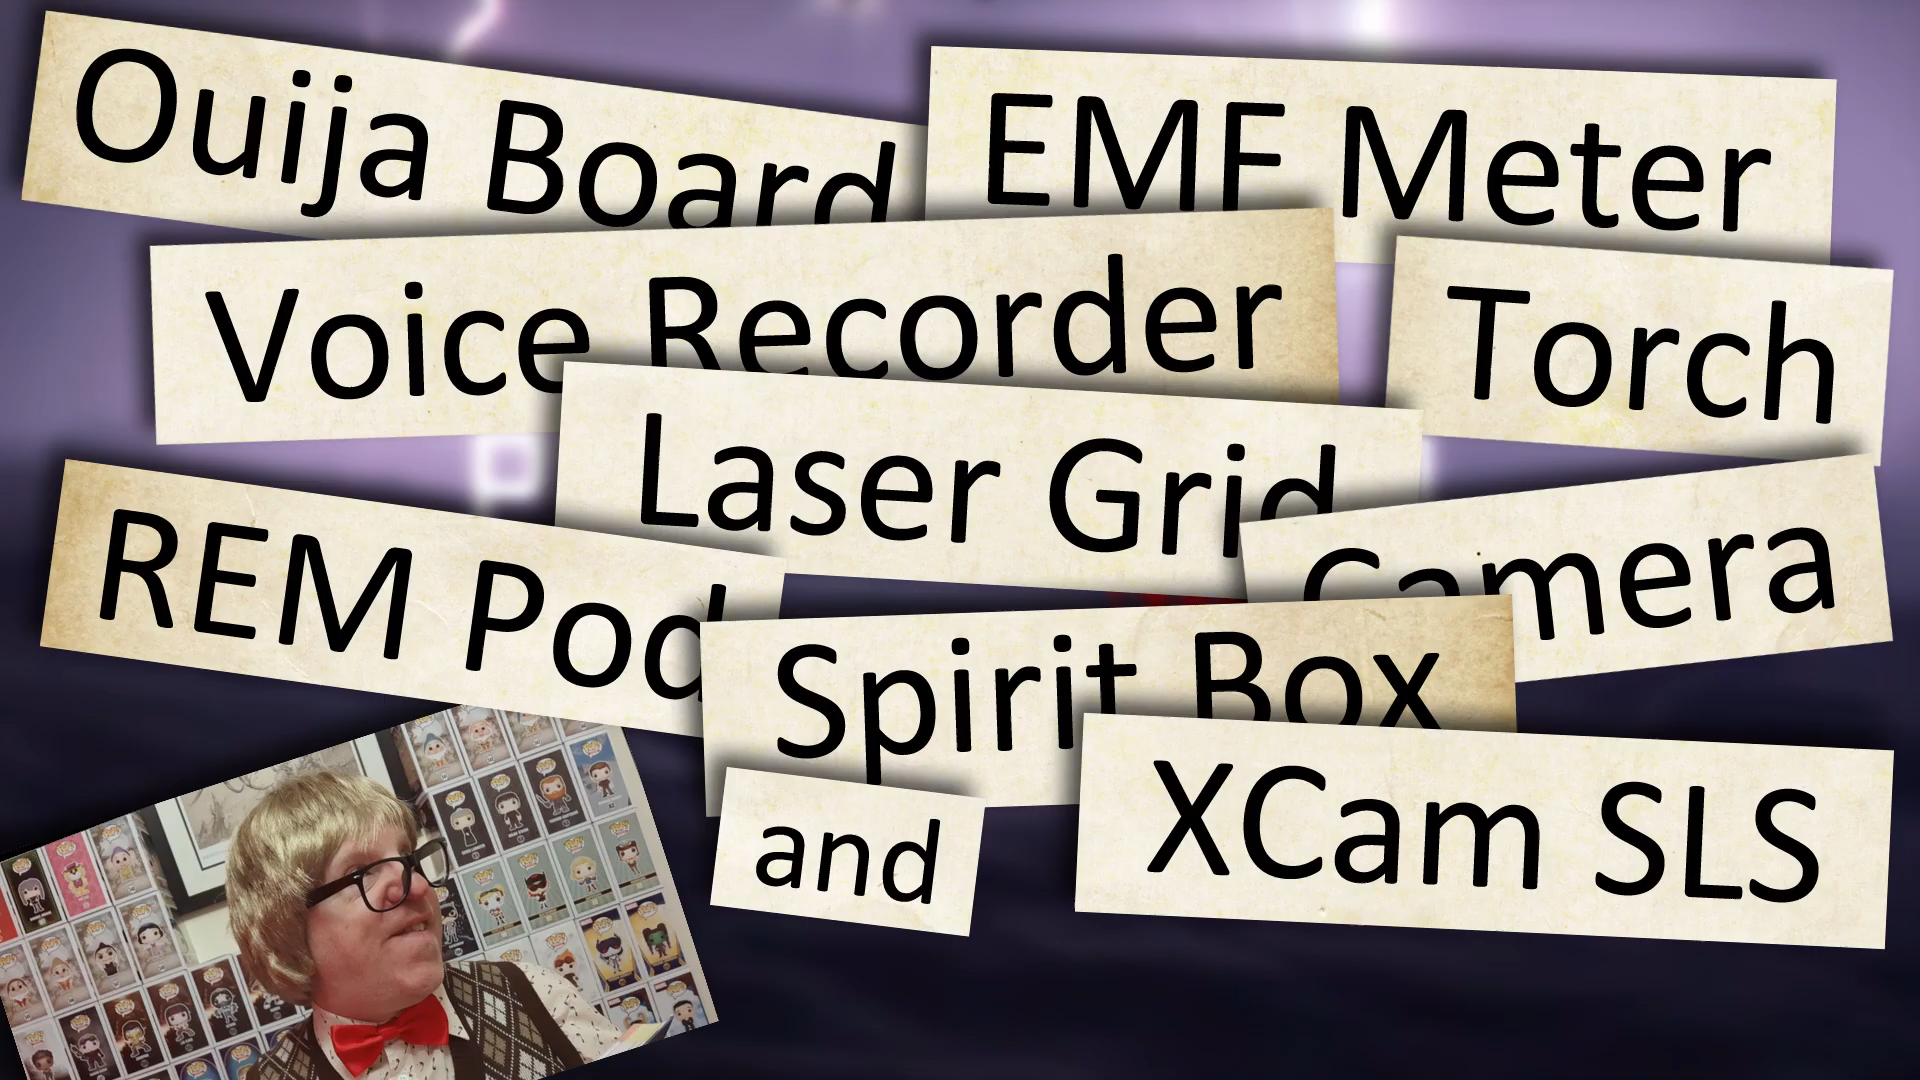 Ouija Board
EMF Meter
Voice Recorder
Torch
Laser Grid
REM Pod
Camera
Spirit Box
and
XCam SLS